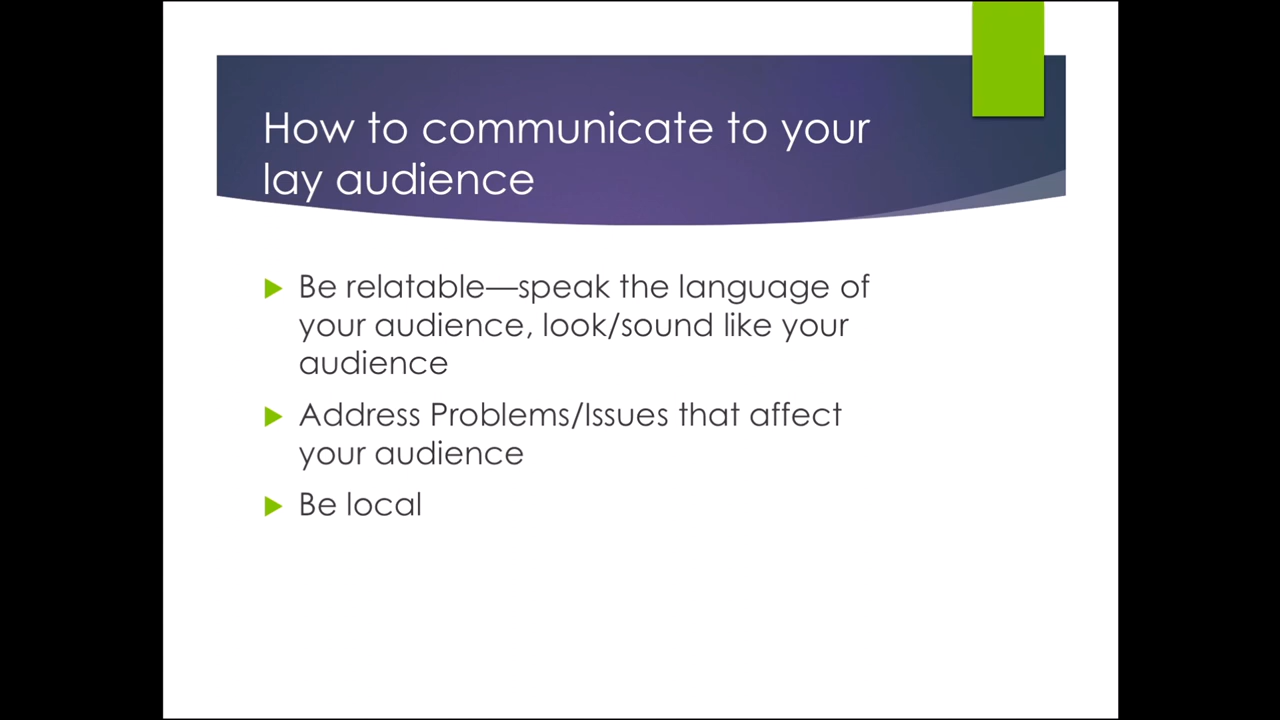 How to communicate to your
lay audience
Be relatable—speak the language of
your audience, look/sound like your
audience
Address Problems/Issues that affect
your audience
Be local